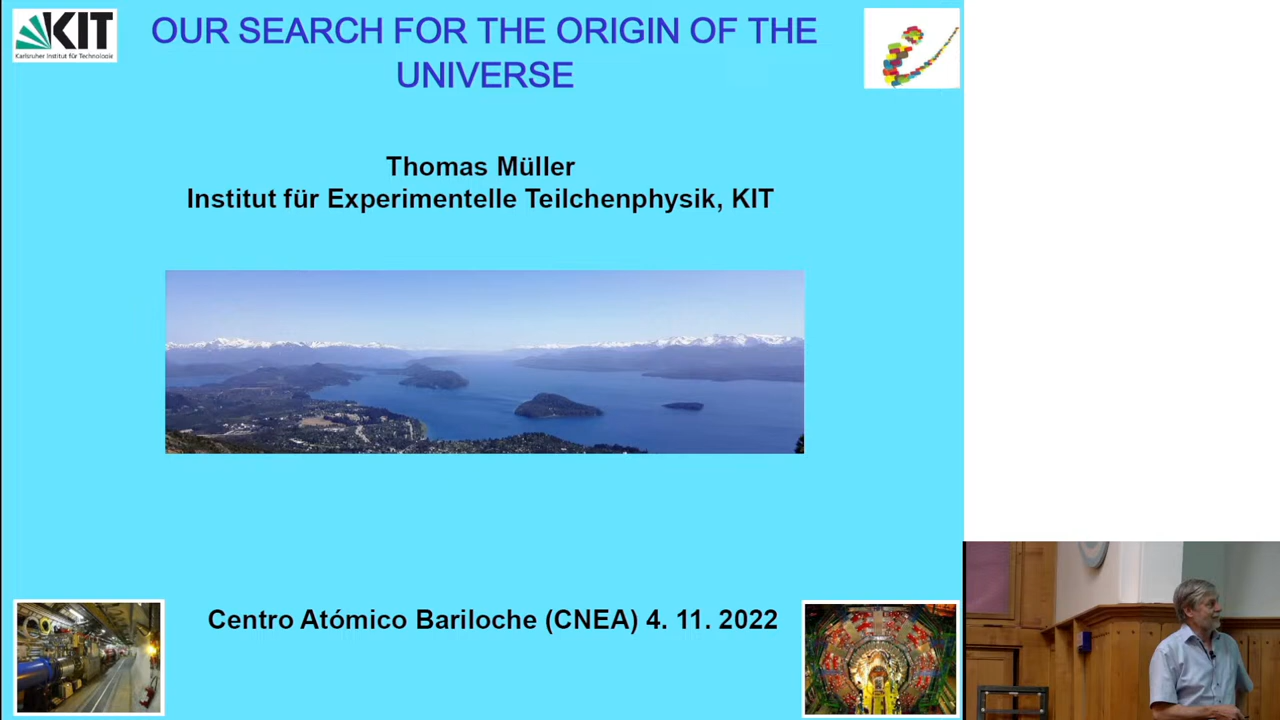 KIT
Karlsruher Institut für Technologie
OUR SEARCH FOR THE ORIGIN OF THE
UNIVERSE
Thomas Müller
Institut für Experimentelle Teilchenphysik, KIT
Centro Atómico Bariloche (CNEA) 4. 11. 2022